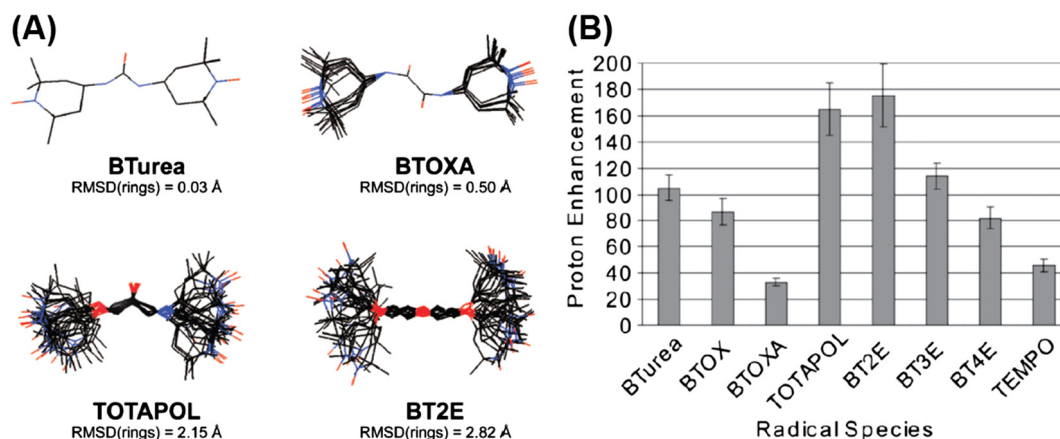 (A)
BTurea
RMSD(rings) = 0.03 Å
BTOXA
RMSD(rings) = 0.50 Å
TOTAPOL
RMSD(rings) = 2.15 Å
BT2E
RMSD(rings) = 2.82 Å
(B)
Proton Enhancement
200
180
160
140
120
100
80
60
40
20
0
BTurea
BTOX
BTOXA
TOTAPOL
BT2E
BT3E
BT4E
TEMPO
Radical Species